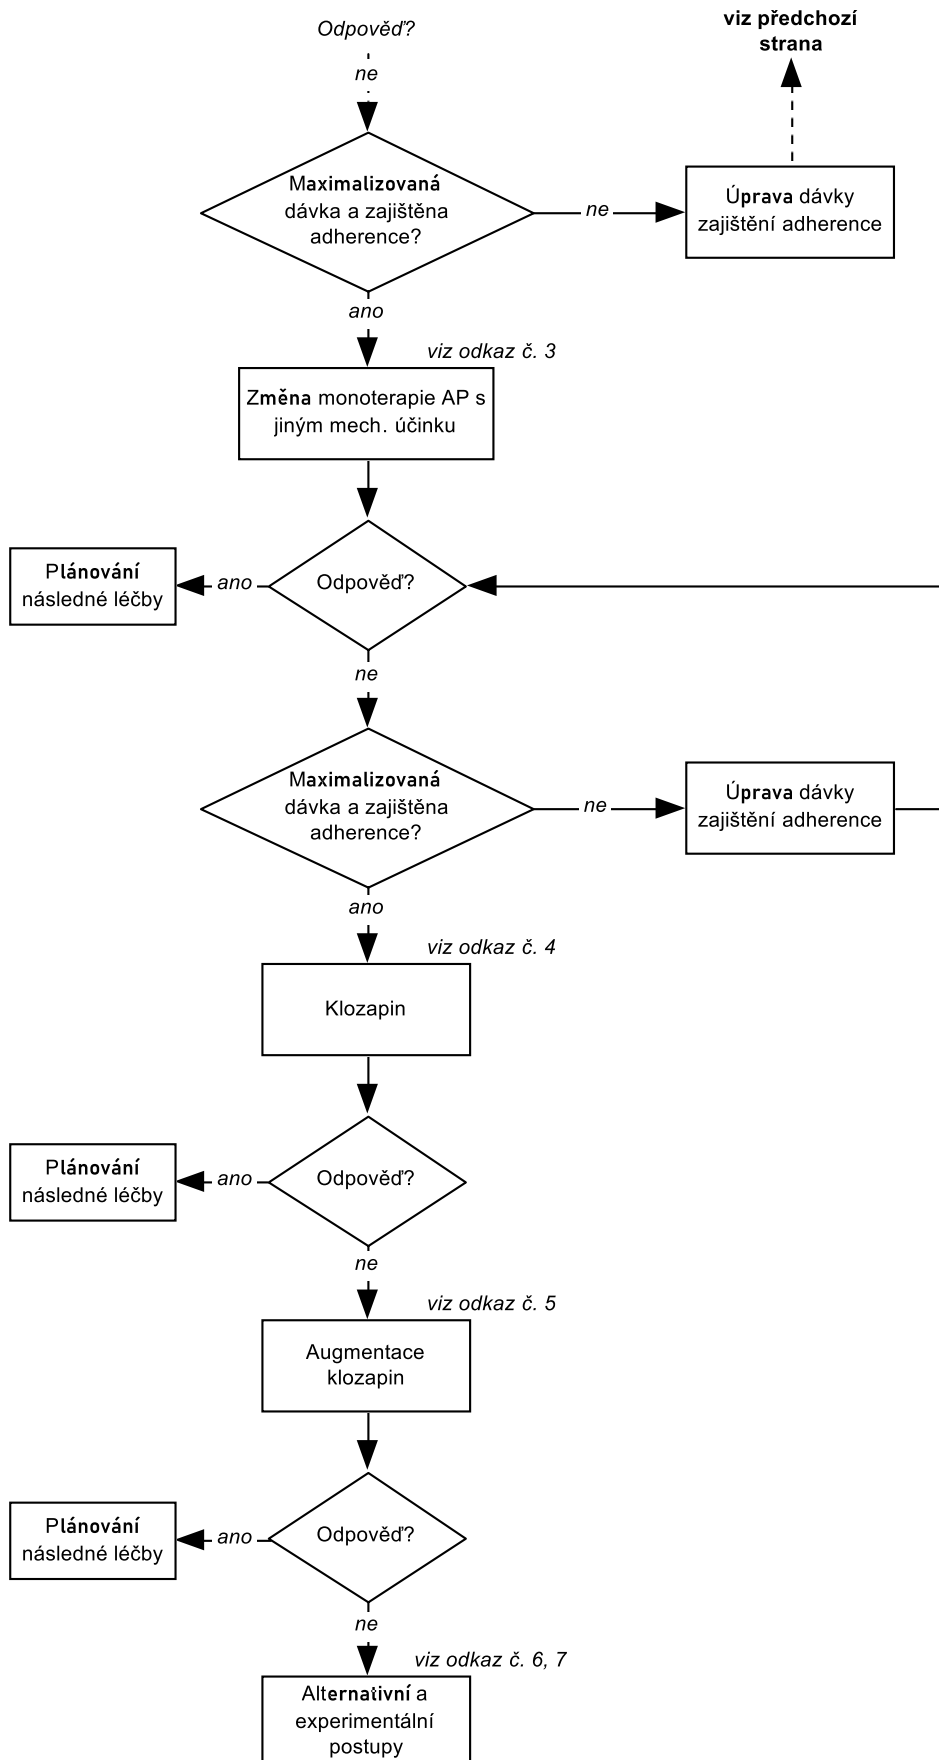 Odpověď?
viz předchozí
strana
ne
Maximalizovaná
dávka a zajištěna
adherence?
ne
Úprava dávky
zajištění adherence
ano
viz odkaz č. 3
Změna monoterapie AP s
jiným mech. účinku
Plánování
následné léčby
ano
Odpověď?
ne
Maximalizovaná
dávka a zajištěna
adherence?
ne
Úprava dávky
zajištění adherence
ano
viz odkaz č. 4
Klozapin
Plánování
následné léčby
ano
Odpověď?
ne
viz odkaz č. 5
Augmentace
klozapin
Plánování
následné léčby
ano
Odpověď?
ne
viz odkaz č. 6, 7
Alternativní a
experimentální
postupy